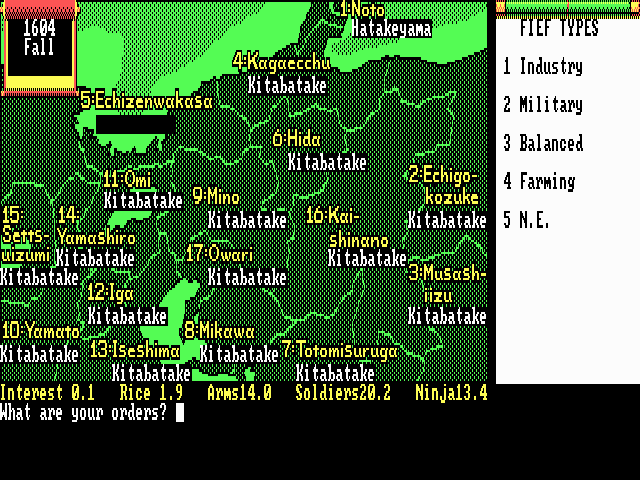 1604
Fall
1:Noto
Hatakeyama
4:Kagaecchu
Kitabatake
5:Echizenwakasa
6:Hida
Kitabatake
11:Omi
Kitabatake
9:Mino
Kitabatake
2:Echigo-
kozuke
Kitabatake
15:
Setts-
uizumi
Kitabatake
14:
Yamashiro
Kitabatake
16:Kai-
shinano
Kitabatake
17:Owari
Kitabatake
3:Musash-
iizu
Kitabatake
12:Iga
Kitabatake
10:Yamato
Kitabatake
8:Mikawa
Kitabatake
13:Iseshima
Kitabatake
7:Totomisuruga
Kitabatake
FIEF TYPES
1 Industry
2 Military
3 Balanced
4 Farming
5 N.E.
Interest 0.1 Rice 1.9 Arms14.0 Soldiers20.2 Ninja13.4
What are your orders?